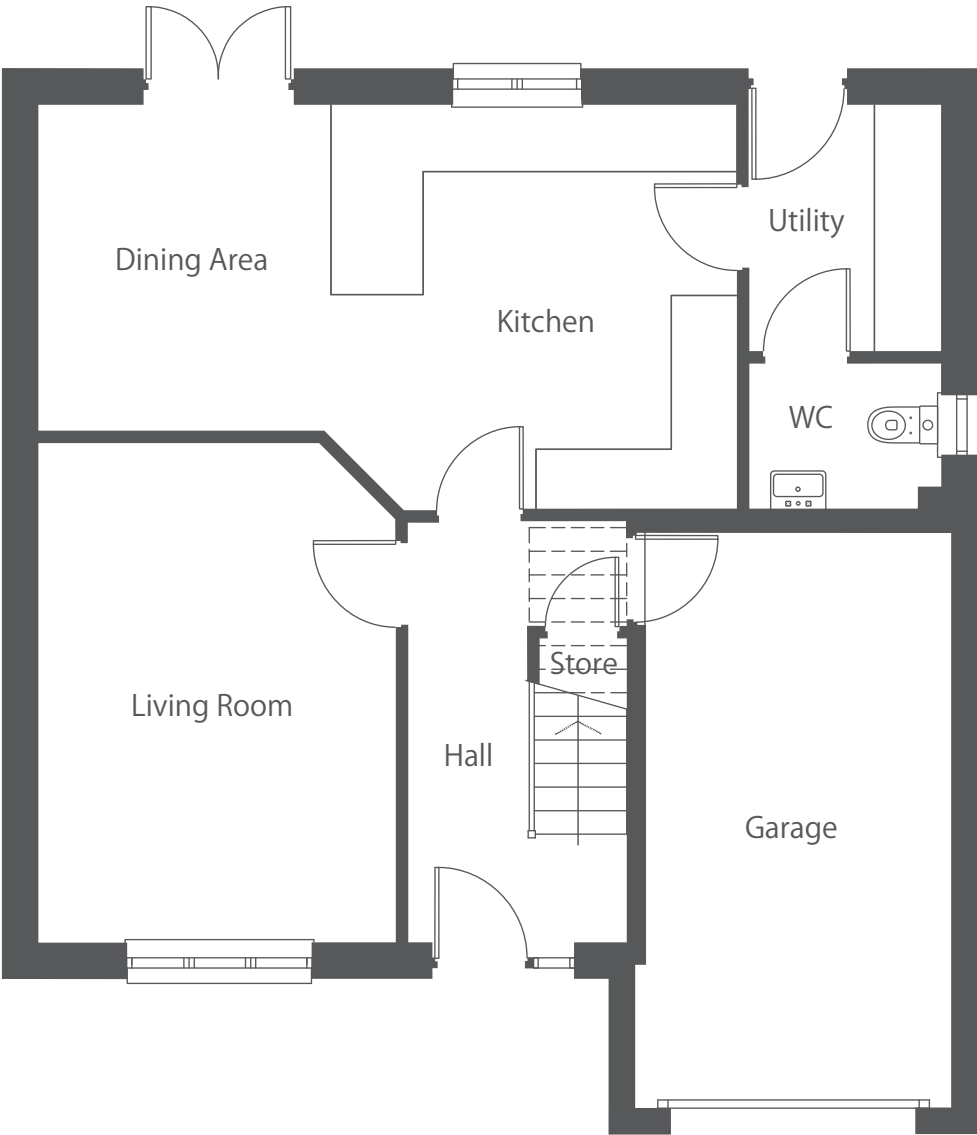 Utility
Dining Area
Kitchen
WC
Store
Living Room
Hall
Garage